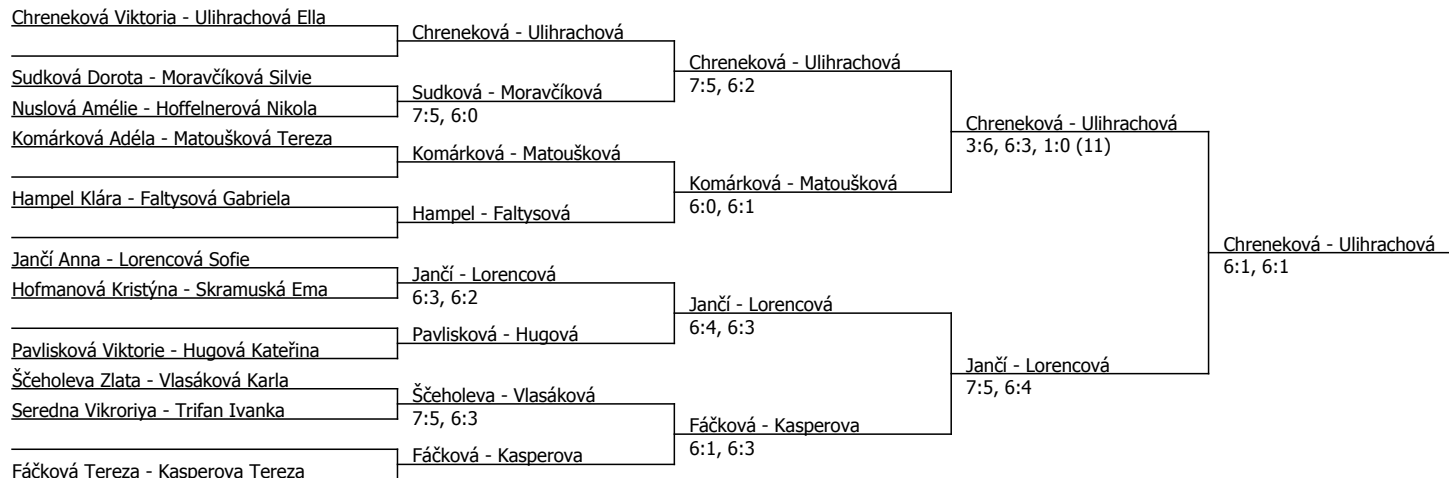 Chreneková Viktoria - Ulihrachová Ella
Chreneková - Ulihrachová
Chreneková - Ulihrachová
7:5, 6:2
Sudková Dorota - Moravčíková Silvie
Sudková - Moravčíková
7:5, 6:0
Nuslová Amélie - Hoffelnerová Nikola
Chreneková - Ulihrachová
3:6, 6:3, 1:0 (11)
Komárková Adéla - Matoušková Tereza
Komárková - Matoušková
Komárková - Matoušková
6:0, 6:1
Hampel Klára - Faltysová Gabriela
Hampel - Faltysová
Chreneková - Ulihrachová
6:1, 6:1
Jančí Anna - Lorencová Sofie
Jančí - Lorencová
6:3, 6:2
Hofmanová Kristýna - Skramuská Ema
Jančí - Lorencová
6:4, 6:3
Pavlisková - Hugová
Pavlisková Viktorie - Hugová Kateřina
Jančí - Lorencová
7:5, 6:4
Ščeholeva Zlata - Vlasáková Karla
Ščeholeva - Vlasáková
7:5, 6:3
Seredna Vikroriya - Trifan Ivanka
Fáčková - Kasperova
6:1, 6:3
Fáčková - Kasperova
Fáčková Tereza - Kasperova Tereza